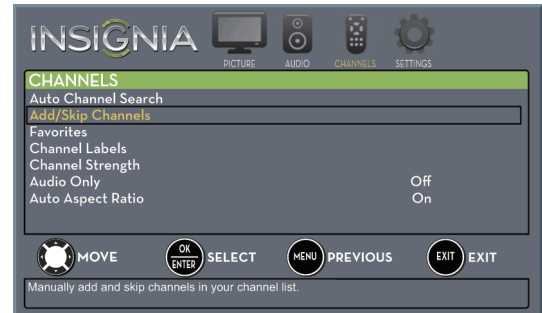 INSIGNIA
PICTURE AUDIO CHANNELS SETTINGS
CHANNELS
Auto Channel Search
Add/Skip Channels
Favorites
Channel Labels
Channel Strength
Audio Only Off
Auto Aspect Ratio On
MOVE OK ENTER SELECT MENU PREVIOUS EXIT EXIT
Manually add and skip channels in your channel list.